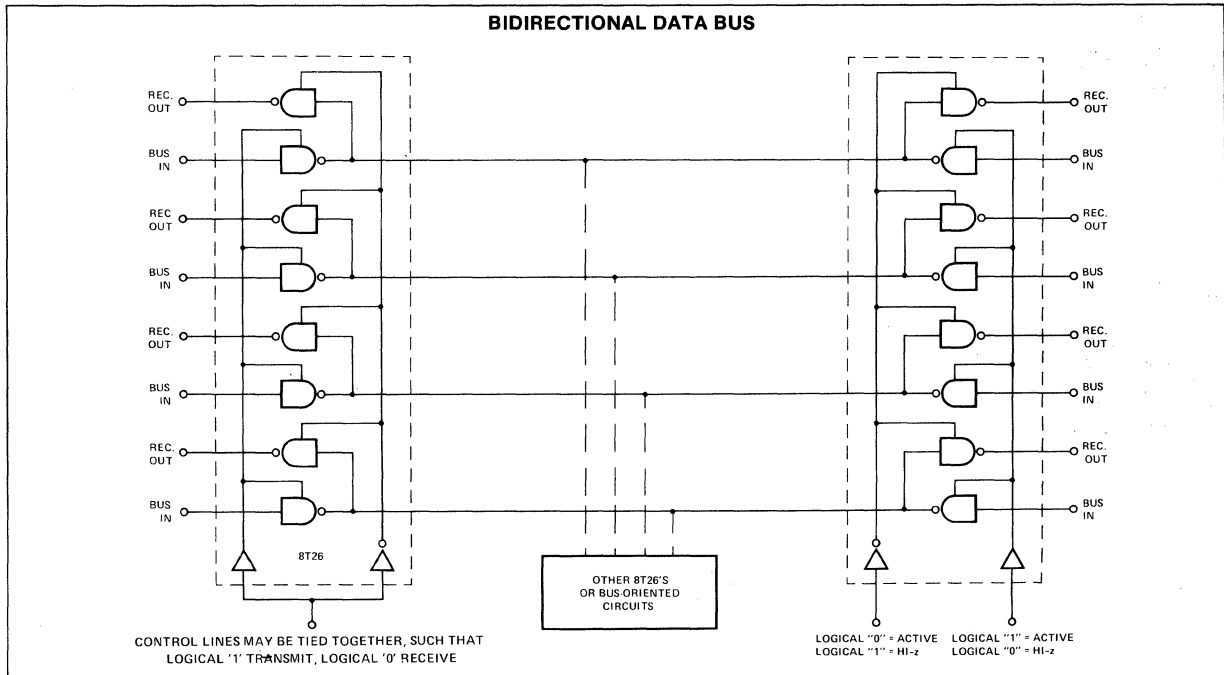 BIDIRECTIONAL DATA BUS
REC.
OUT
BUS
IN
REC
OUT
BUS
IN
REC.
OUT
BUS
IN
REC.
OUT
BUS
IN
8T26
CONTROL LINES MAY BE TIED TOGETHER, SUCH THAT
LOGICAL '1' TRANSMIT, LOGICAL '0' RECEIVE
OTHER 8T26'S
OR BUS-ORIENTED
CIRCUITS
REC.
OUT
BUS
IN
REC.
OUT
BUS
IN
REC.
OUT
BUS
IN
REC.
OUT
BUS
IN
LOGICAL "0" = ACTIVE
LOGICAL "1" = HI-z
LOGICAL "1" = ACTIVE
LOGICAL "0" = HI-z